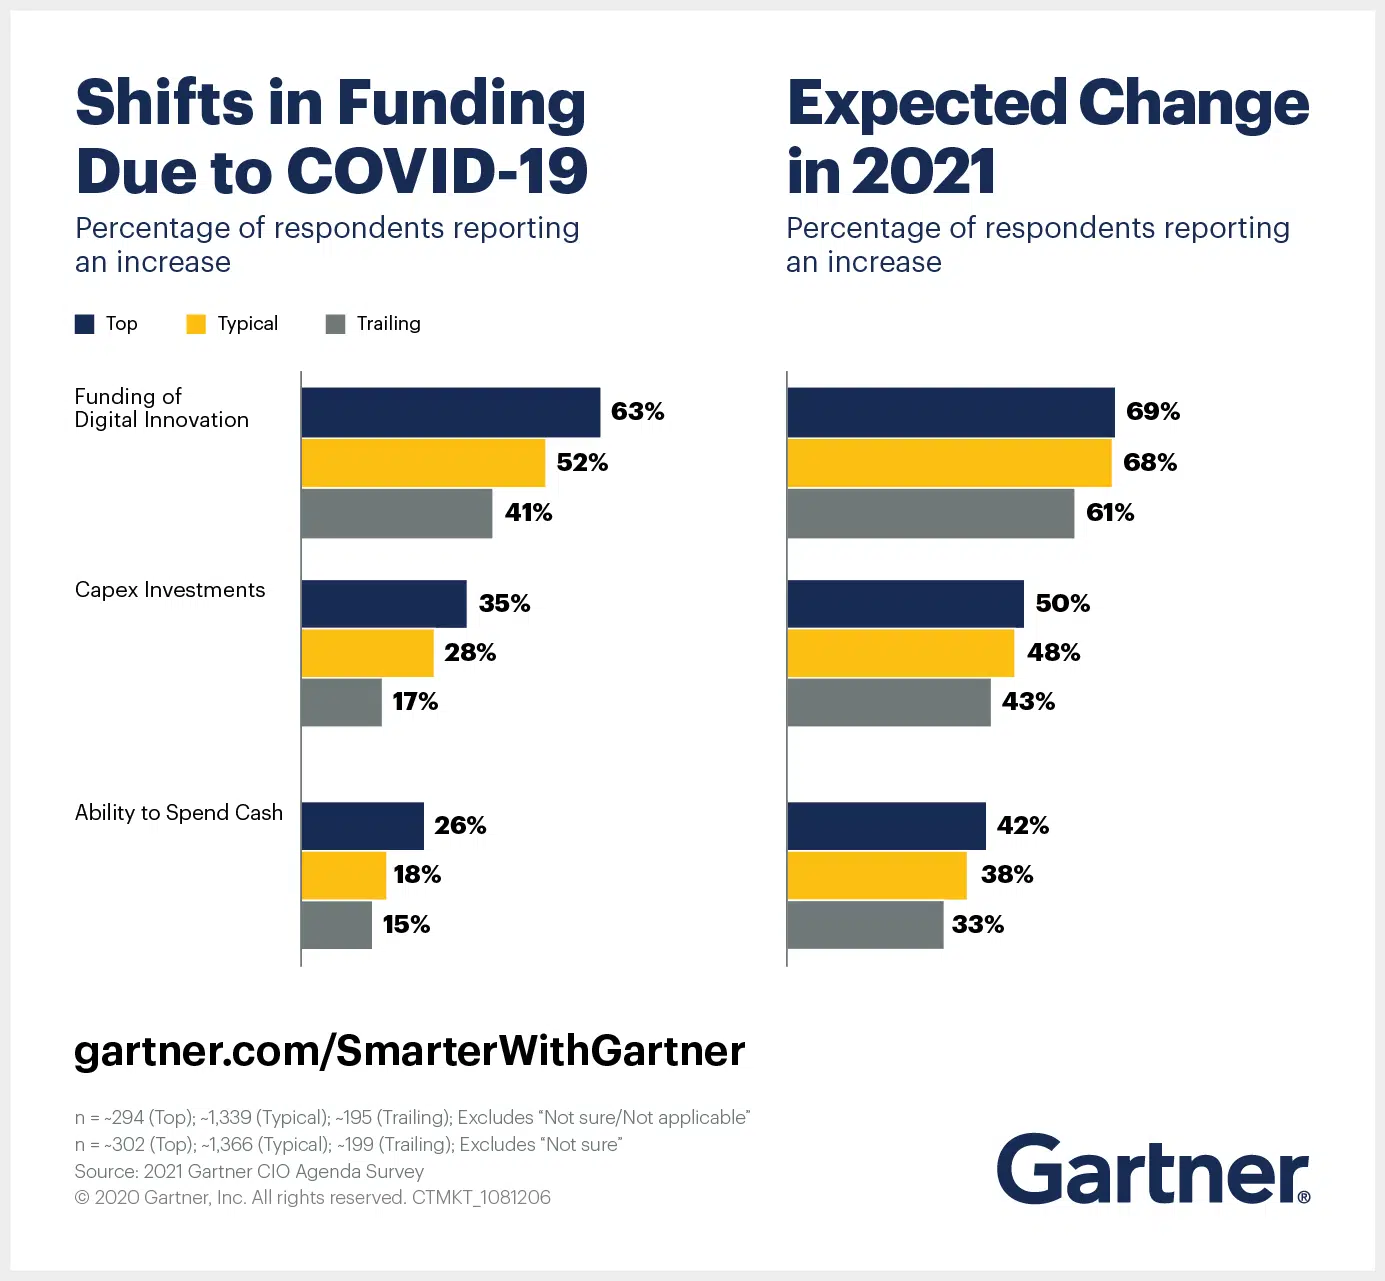 Shifts in Funding
Due to COVID-19
Percentage of respondents reporting
an increase
Expected Change
in 2021
Percentage of respondents reporting
an increase
Top
Typical
Trailing
Funding of
Digital Innovation
63%
52%
41%
69%
68%
61%
Capex Investments
35%
28%
17%
50%
48%
43%
Ability to Spend Cash
26%
18%
15%
42%
38%
33%
gartner.com/SmarterWithGartner
n = ~294 (Top); ~1,339 (Typical); ~195 (Trailing); Excludes “Not sure/Not applicable”
n = ~302 (Top); ~1,366 (Typical); ~199 (Trailing); Excludes “Not sure”
Source: 2021 Gartner CIO Agenda Survey
© 2020 Gartner, Inc. All rights reserved. CTMKT_1081206
Gartner®